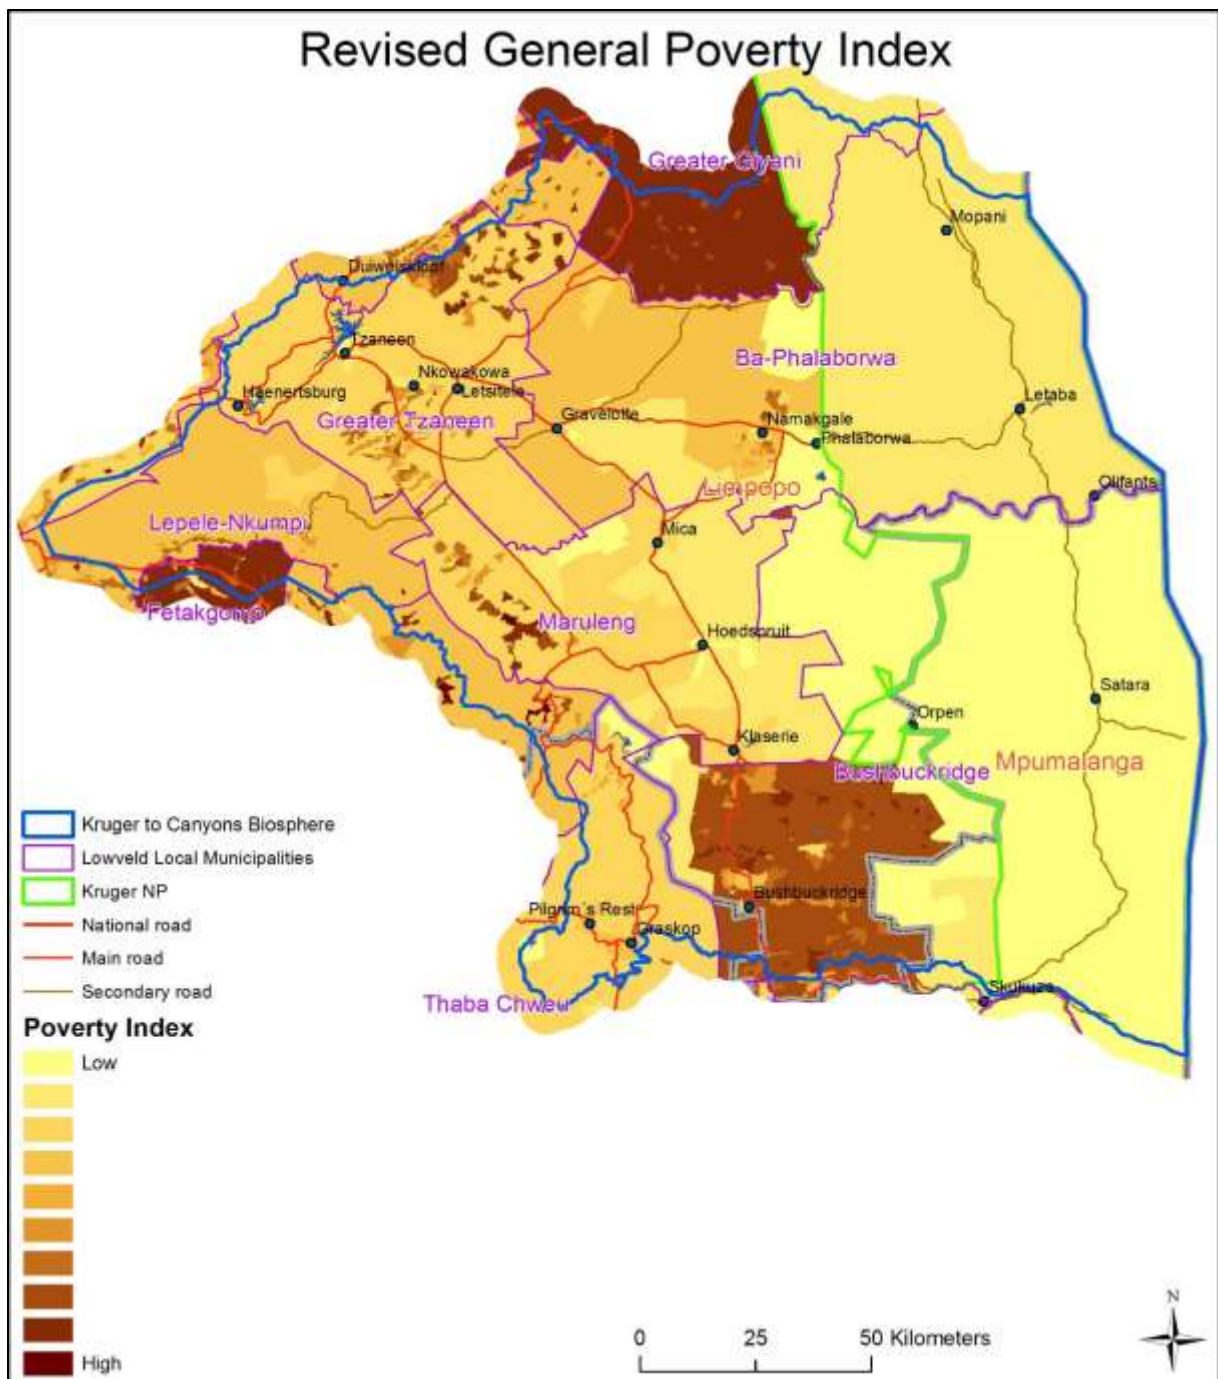 Revised General Poverty Index
Greater Giyani
Mopani
Duiwelskloof
Tzaneen
Ba-Phalaborwa
Nkowakowa
Letsitele
Haenertsburg
Letaba
Greater Tzaneen
Gravelotte
Namakgale
Phalaborwa
Limpopo
Olifants
Lepele-Nkumpi
Mica
Fetakgomo
Maruleng
Hoedspruit
Satara
Orpen
Klaserie
Mpumalanga
Bushbuckridge
Kruger to Canyons Biosphere
Lowveld Local Municipalities
Kruger NP
Bushbuckridge
Pilgrim´s Rest
National road
Graskop
Main road
Secondary road
Skukuza
Thaba Chweu
Poverty Index
Low
N
0 25 50 Kilometers
High